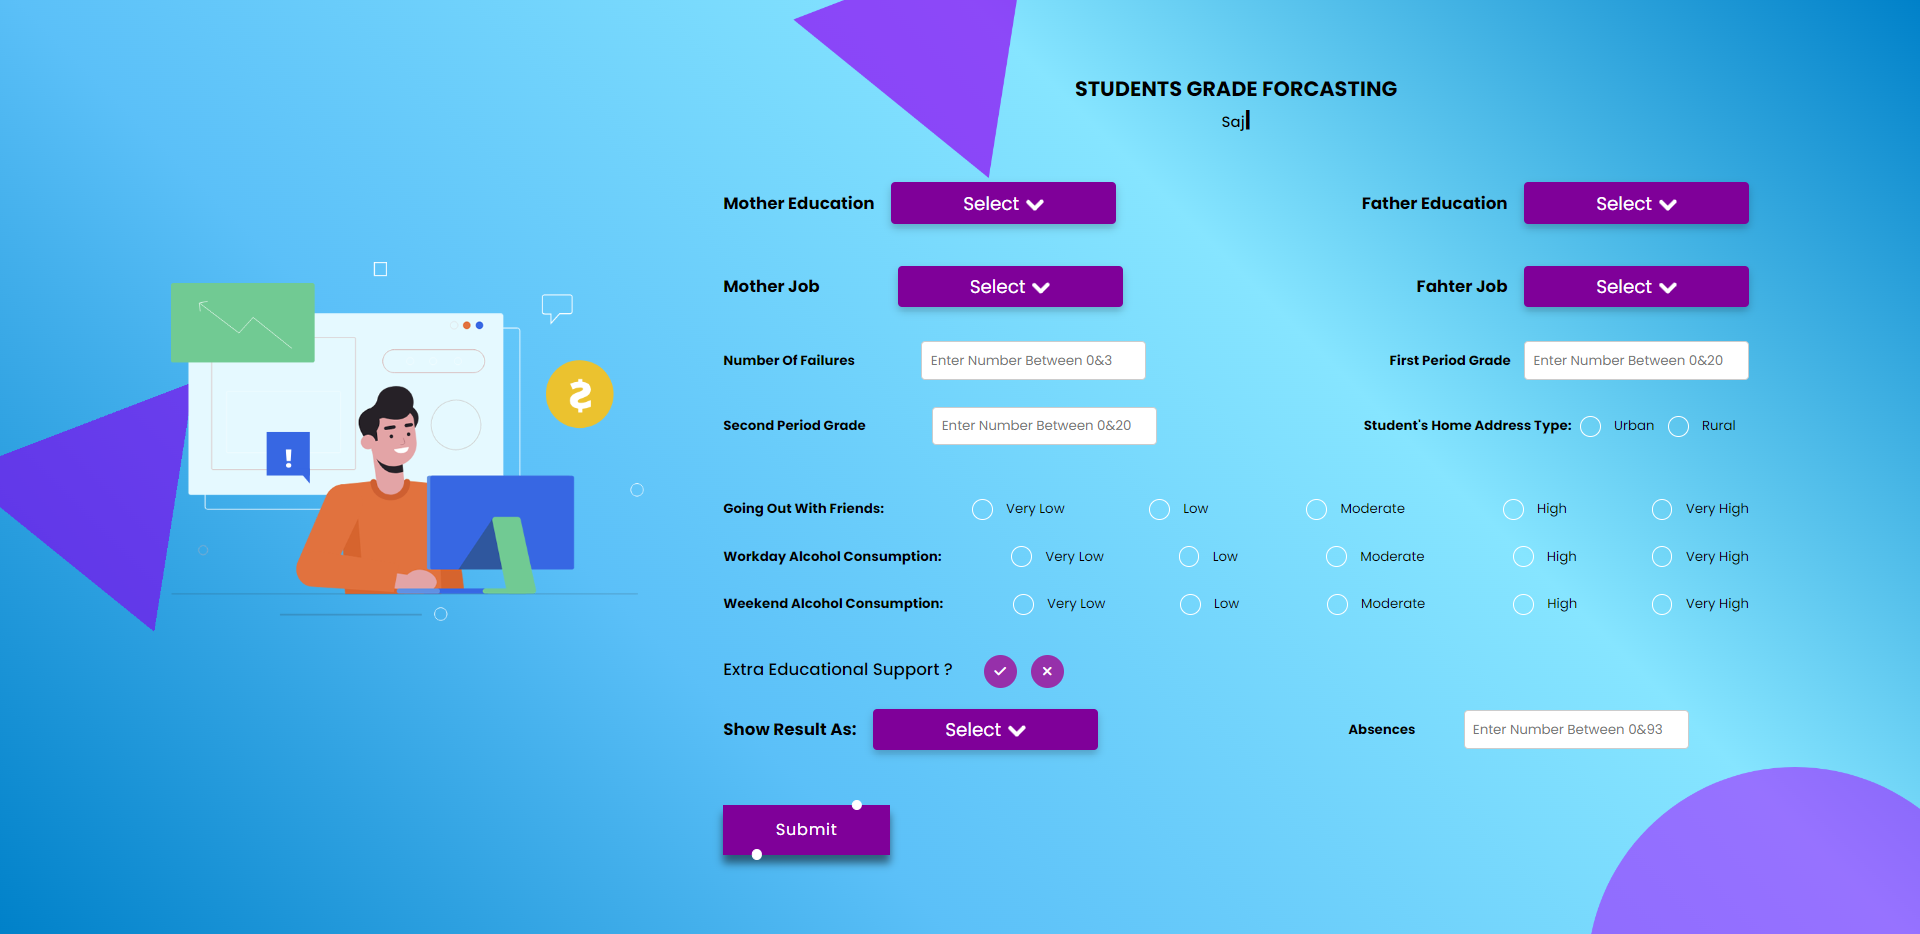 STUDENTS GRADE FORCASTING
Saj
Mother Education Select Father Education Select
Mother Job Select Fahter Job Select
Number Of Failures Enter Number Between 0&3 First Period Grade Enter Number Between 0&20
Second Period Grade Enter Number Between 0&20 Student's Home Address Type: Urban Rural
Going Out With Friends: Very Low Low Moderate High Very High
Workday Alcohol Consumption: Very Low Low Moderate High Very High
Weekend Alcohol Consumption: Very Low Low Moderate High Very High
Extra Educational Support ?
Show Result As: Select Absences Enter Number Between 0&93
Submit